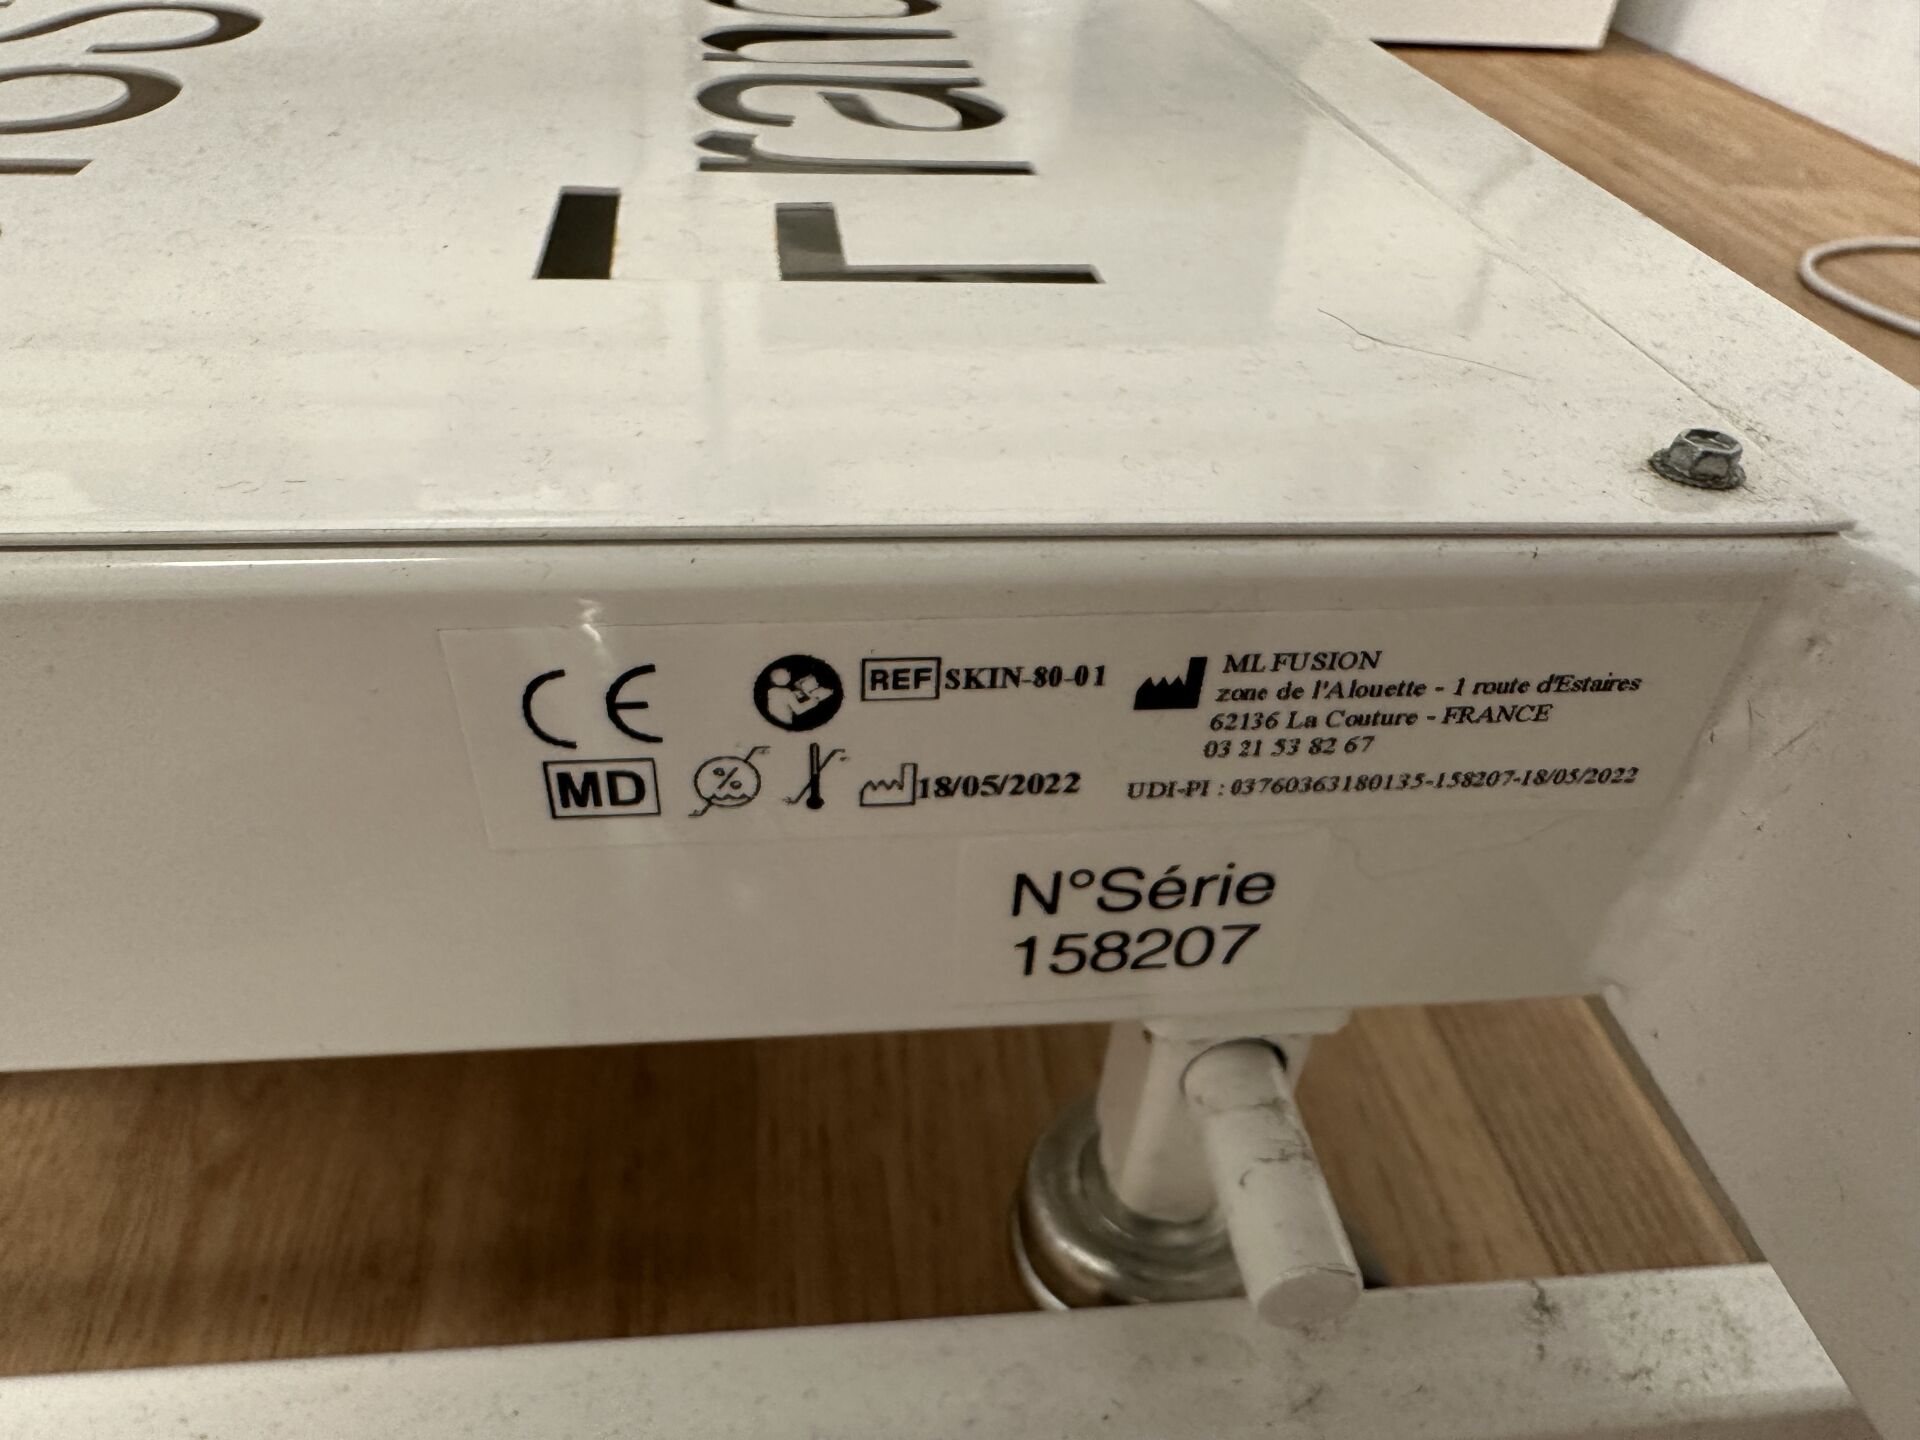 Franc
CE
REF SKIN-80-01
MD
%
18/05/2022
ML FUSION
zone de l'Alouette - 1 route d'Estaires
62136 La Couture - FRANCE
03 21 53 82 67
UDI-PI : 03760363180135-158207-18/05/2022
N°Série
158207